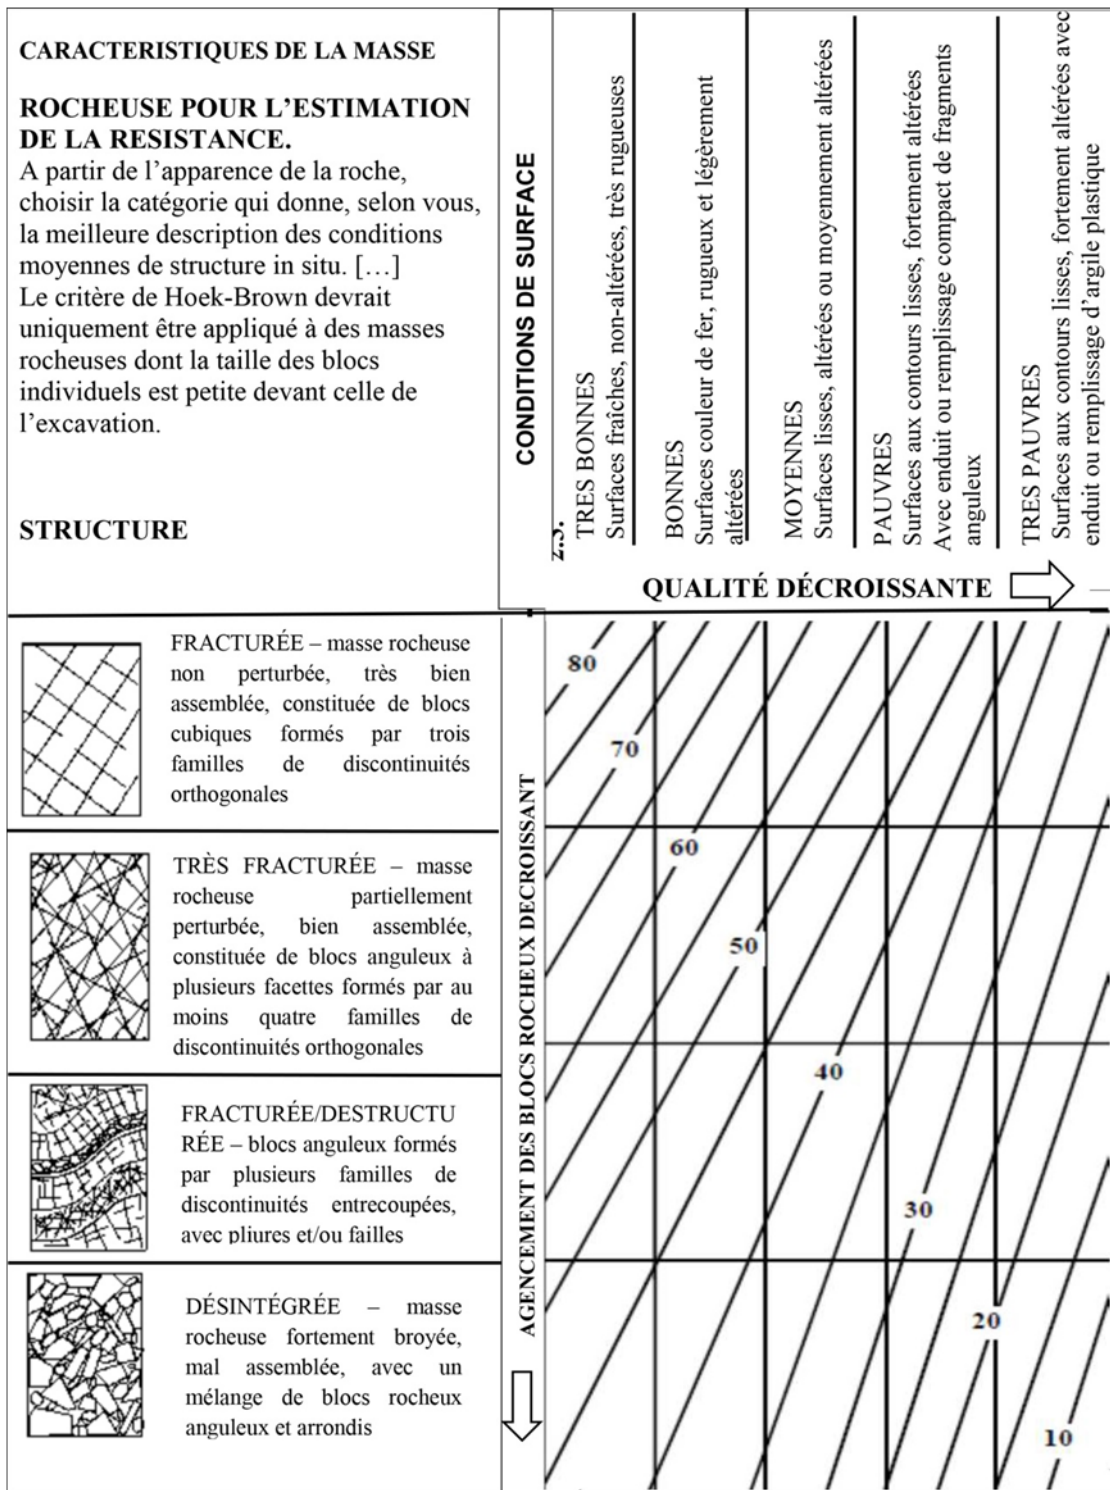 CARACTERISTIQUES DE LA MASSE
ROCHEUSE POUR L’ESTIMATION
DE LA RESISTANCE.
A partir de l’apparence de la roche,
choisir la catégorie qui donne, selon vous,
la meilleure description des conditions
moyennes de structure in situ. […]
Le critère de Hoek-Brown devrait
uniquement être appliqué à des masses
rocheuses dont la taille des blocs
individuels est petite devant celle de
l’excavation.
STRUCTURE
CONDITIONS DE SURFACE
2.3.
TRES BONNES
Surfaces fraîches, non-altérées, très rugueuses
BONNES
Surfaces couleur de fer, rugueux et légèrement
altérées
MOYENNES
Surfaces lisses, altérées ou moyennement altérées
PAUVRES
Surfaces aux contours lisses, fortement altérées
Avec enduit ou remplissage compact de fragments
anguleux
TRES PAUVRES
Surfaces aux contours lisses, fortement altérées avec
enduit ou remplissage d’argile plastique
QUALITÉ DÉCROISSANTE
FRACTURÉE – masse rocheuse
non perturbée, très bien
assemblée, constituée de blocs
cubiques formés par trois
familles de discontinuités
orthogonales
TRÈS FRACTURÉE – masse
rocheuse partiellement
perturbée, bien assemblée,
constituée de blocs anguleux à
plusieurs facettes formés par au
moins quatre familles de
discontinuités orthogonales
FRACTURÉE/DESTRUCTU
RÉE – blocs anguleux formés
par plusieurs familles de
discontinuités entrecoupées,
avec pliures et/ou failles
DÉSINTÉGRÉE – masse
rocheuse fortement broyée,
mal assemblée, avec un
mélange de blocs rocheux
anguleux et arrondis
AGENCEMENT DES BLOCS ROCHEUX DECROISSANT
80
70
60
50
40
30
20
10